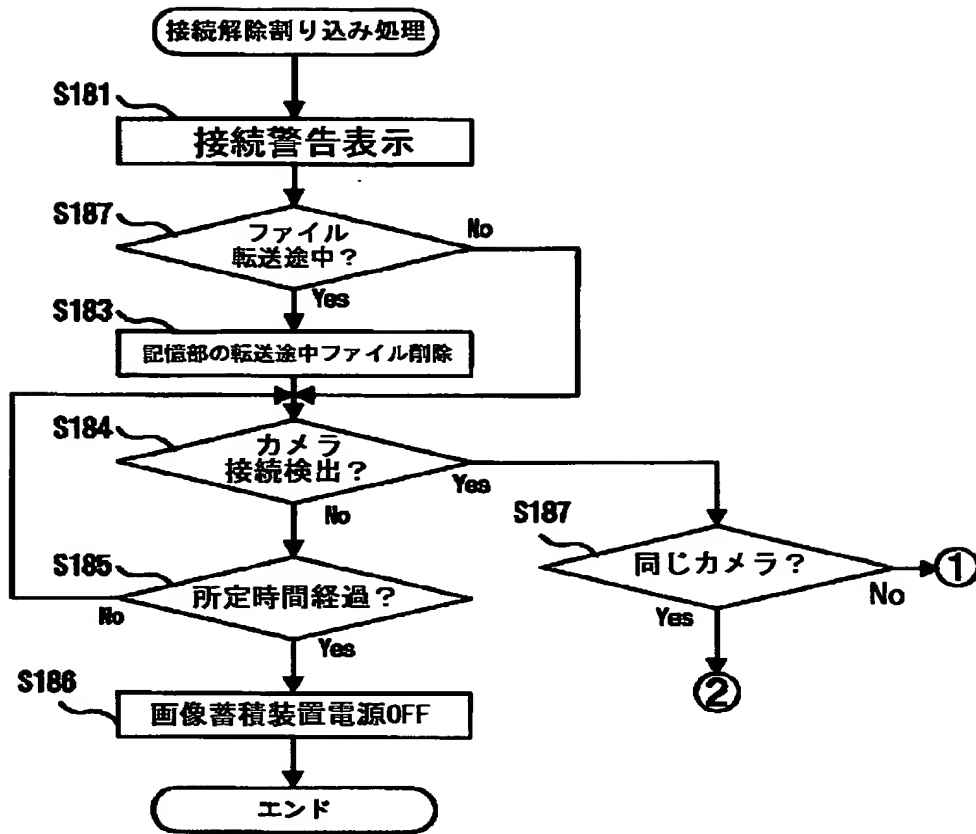 接続解除割り込み処理
S181
接続警告表示
S187
ファイル
転送途中？
No
Yes
S183
記憶部の転送途中ファイル削除
S184
カメラ
接続検出？
Yes
No
S187
同じカメラ？
①
No
Yes
②
S185
所定時間経過？
No
Yes
S186
画像蓄積装置電源OFF
エンド